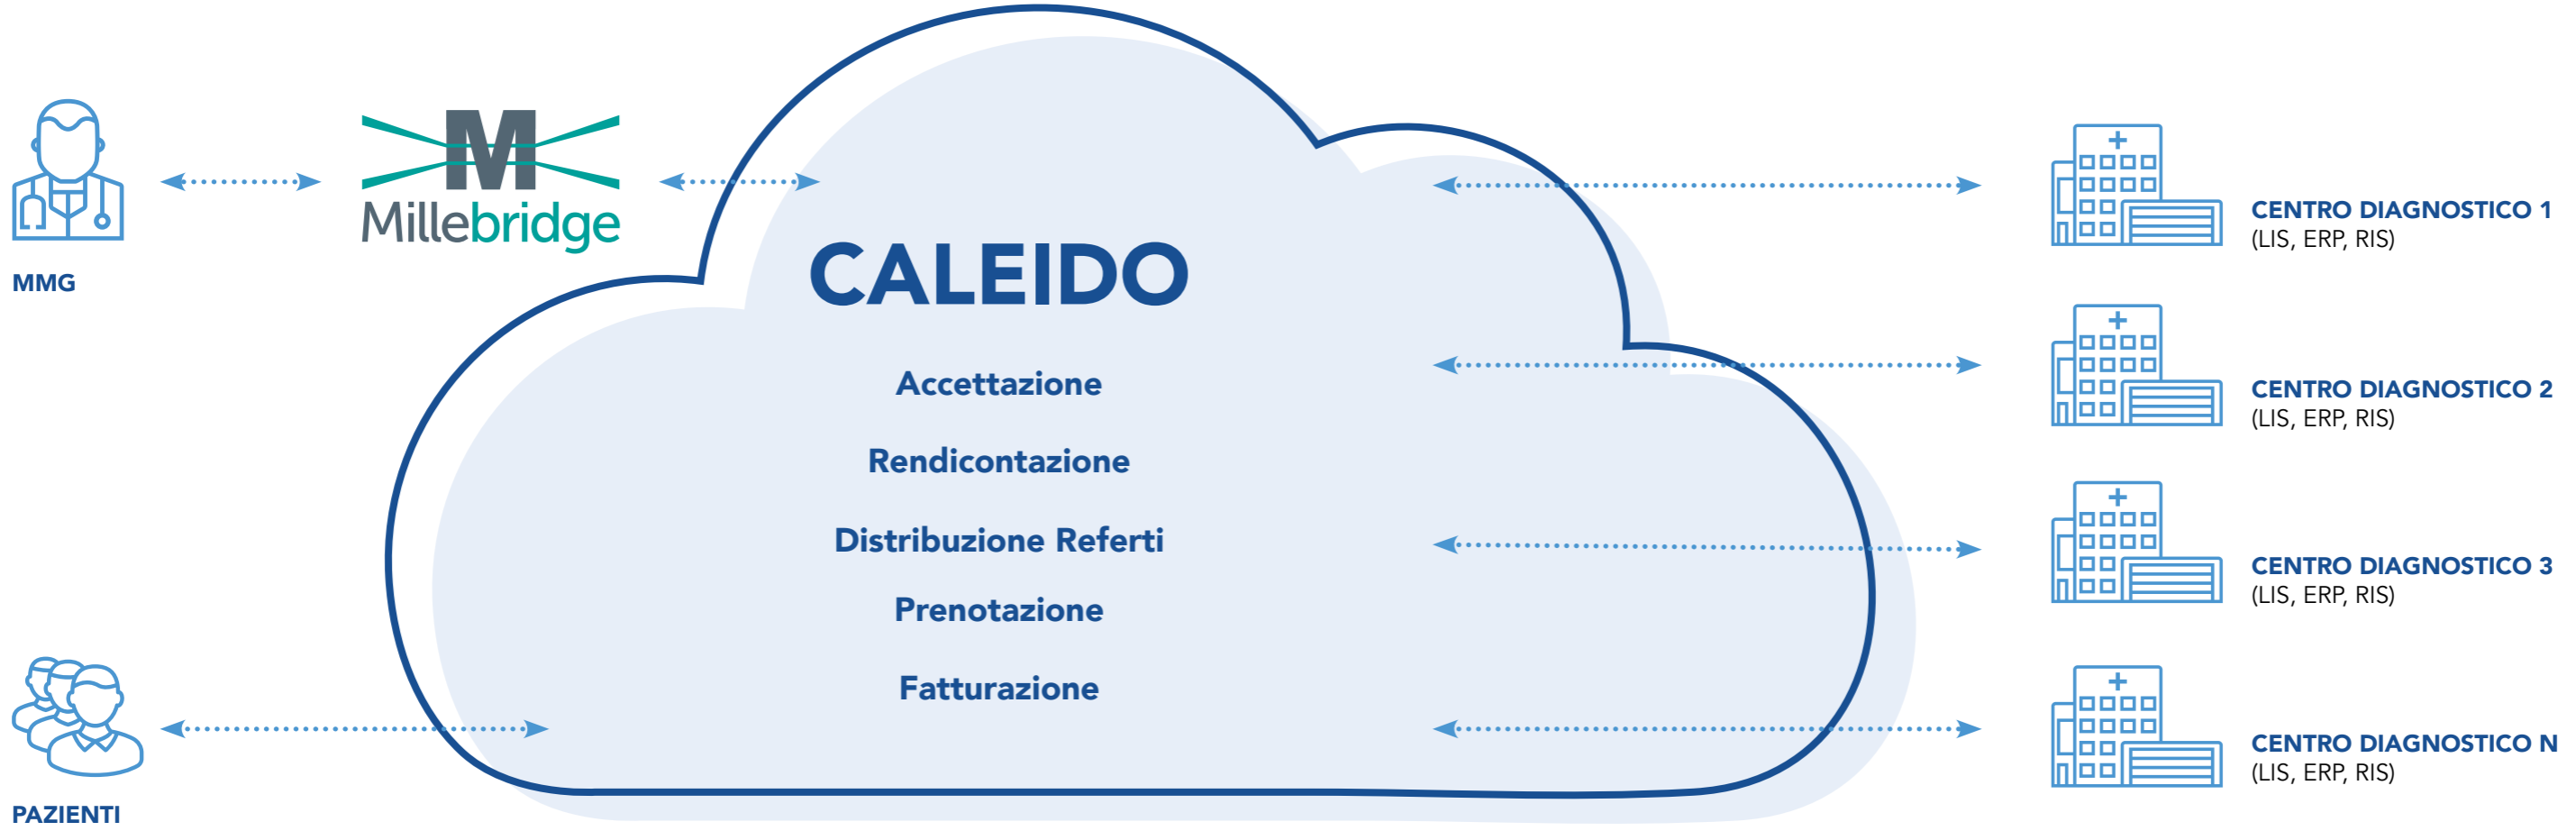 MMG
M
Millebridge
PAZIENTI
CALEIDO
Accettazione
Rendicontazione
Distribuzione Referti
Prenotazione
Fatturazione
CENTRO DIAGNOSTICO 1
(LIS, ERP, RIS)
CENTRO DIAGNOSTICO 2
(LIS, ERP, RIS)
CENTRO DIAGNOSTICO 3
(LIS, ERP, RIS)
CENTRO DIAGNOSTICO N
(LIS, ERP, RIS)